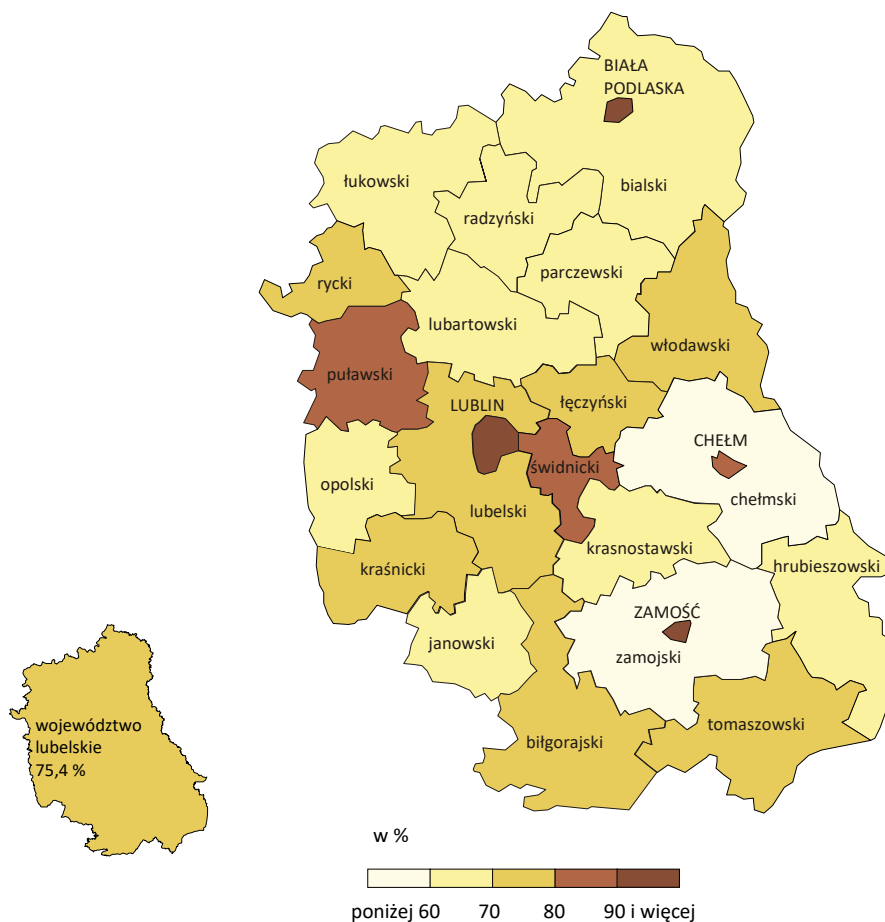 BIAŁA
PODLASKA
łukowski
bialski
radzyński
parczewski
rycki
lubartowski
włodawski
puławski
LUBLIN
łęczyński
CHEŁM
świdnicki
opolski
chełmski
lubelski
krasnostawski
hrubieszowski
kraśnicki
ZAMOŚĆ
janowski
zamojski
województwo
lubelskie
75,4 %
tomaszowski
biłgorajski
w %
poniżej 60 70 80 90 i więcej